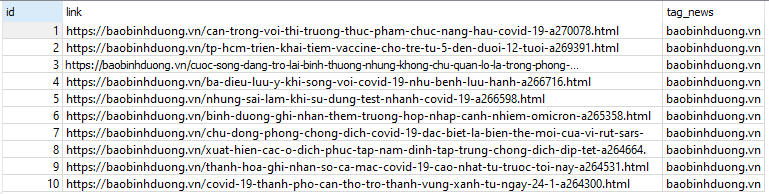 id link tag_news
1 https://baobinhduong.vn/can-trong-voi-thi-truong-thuc-pham-chuc-nang-hau-covid-19-a270078.html baobinhduong.vn
2 https://baobinhduong.vn/tp-hcm-trien-khai-tiem-vaccine-cho-tre-tu-5-den-duoi-12-tuoi-a269391.html baobinhduong.vn
3 https://baobinhduong.vn/cuoc-song-dang-tro-lai-binh-thuong-nhung-khong-chu-quan-lo-la-trong-phong-... baobinhduong.vn
4 https://baobinhduong.vn/ba-dieu-luu-y-khi-song-voi-covid-19-nhu-benh-luu-hanh-a266716.html baobinhduong.vn
5 https://baobinhduong.vn/nhung-sai-lam-khi-su-dung-test-nhanh-covid-19-a266598.html baobinhduong.vn
6 https://baobinhduong.vn/binh-duong-ghi-nhan-them-truong-hop-nhap-canh-nhiem-omicron-a265358.html baobinhduong.vn
7 https://baobinhduong.vn/chu-dong-phong-chong-dich-covid-19-dac-biet-la-bien-the-moi-cua-vi-rut-sars- baobinhduong.vn
8 https://baobinhduong.vn/xuat-hien-cac-o-dich-phuc-tap-nam-dinh-tap-trung-chong-dich-dip-tet-a264664. baobinhduong.vn
9 https://baobinhduong.vn/thanh-hoa-ghi-nhan-so-ca-mac-covid-19-cao-nhat-tu-truoc-toi-nay-a264531.html baobinhduong.vn
10 https://baobinhduong.vn/covid-19-thanh-pho-can-tho-tro-thanh-vung-xanh-tu-ngay-24-1-a264300.html baobinhduong.vn